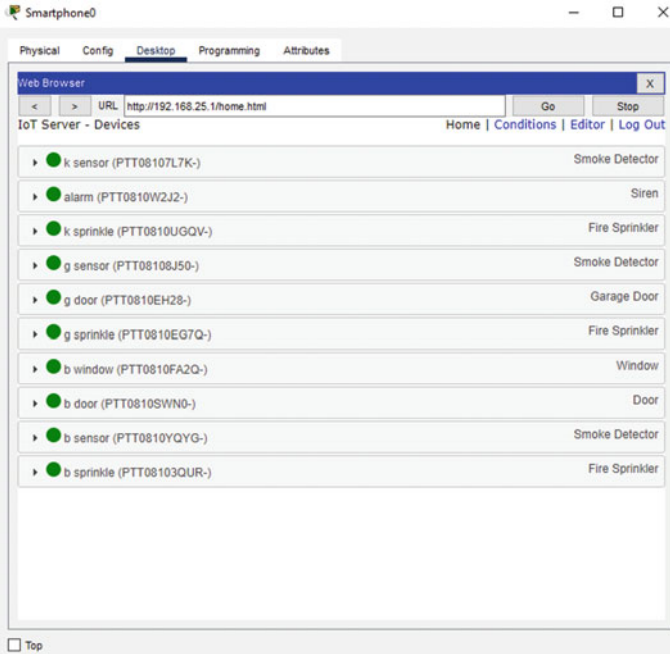 Smartphone0
Physical Config Desktop Programming Attributes
Web Browser X
< > URL http://192.168.25.1/home.html Go Stop
IoT Server - Devices Home | Conditions | Editor | Log Out
k sensor (PTT08107L7K-) Smoke Detector
alarm (PTT0810W2J2-) Siren
k sprinkle (PTT0810UGQV-) Fire Sprinkler
g sensor (PTT08108J50-) Smoke Detector
g door (PTT0810EH28-) Garage Door
g sprinkle (PTT0810EG7Q-) Fire Sprinkler
b window (PTT0810FA2Q-) Window
b door (PTT0810SWN0-) Door
b sensor (PTT0810YQYG-) Smoke Detector
b sprinkle (PTT08103QUR-) Fire Sprinkler
Top